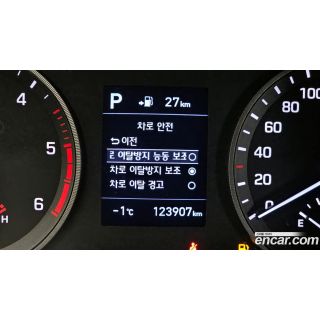 P 27km
차로 안전
이전
로 이탈방지 능동 보조
차로 이탈방지 보조
차로 이탈 경고
-1℃ 123907km
4
5
6
H
100
80
60
40
20
0
E
encar.com